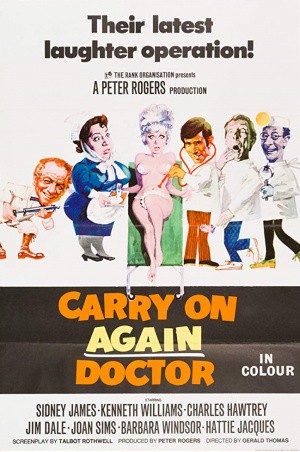 Their latest
laughter operation!
THE RANK ORGANISATION presents
A PETER ROGERS PRODUCTION
CARRY ON
AGAIN
DOCTOR
IN
COLOUR
STARRING
SIDNEY JAMES · KENNETH WILLIAMS · CHARLES HAWTREY
JIM DALE · JOAN SIMS · BARBARA WINDSOR · HATTIE JACQUES
SCREENPLAY BY TALBOT ROTHWELL PRODUCED BY PETER ROGERS DIRECTED BY GERALD THOMAS